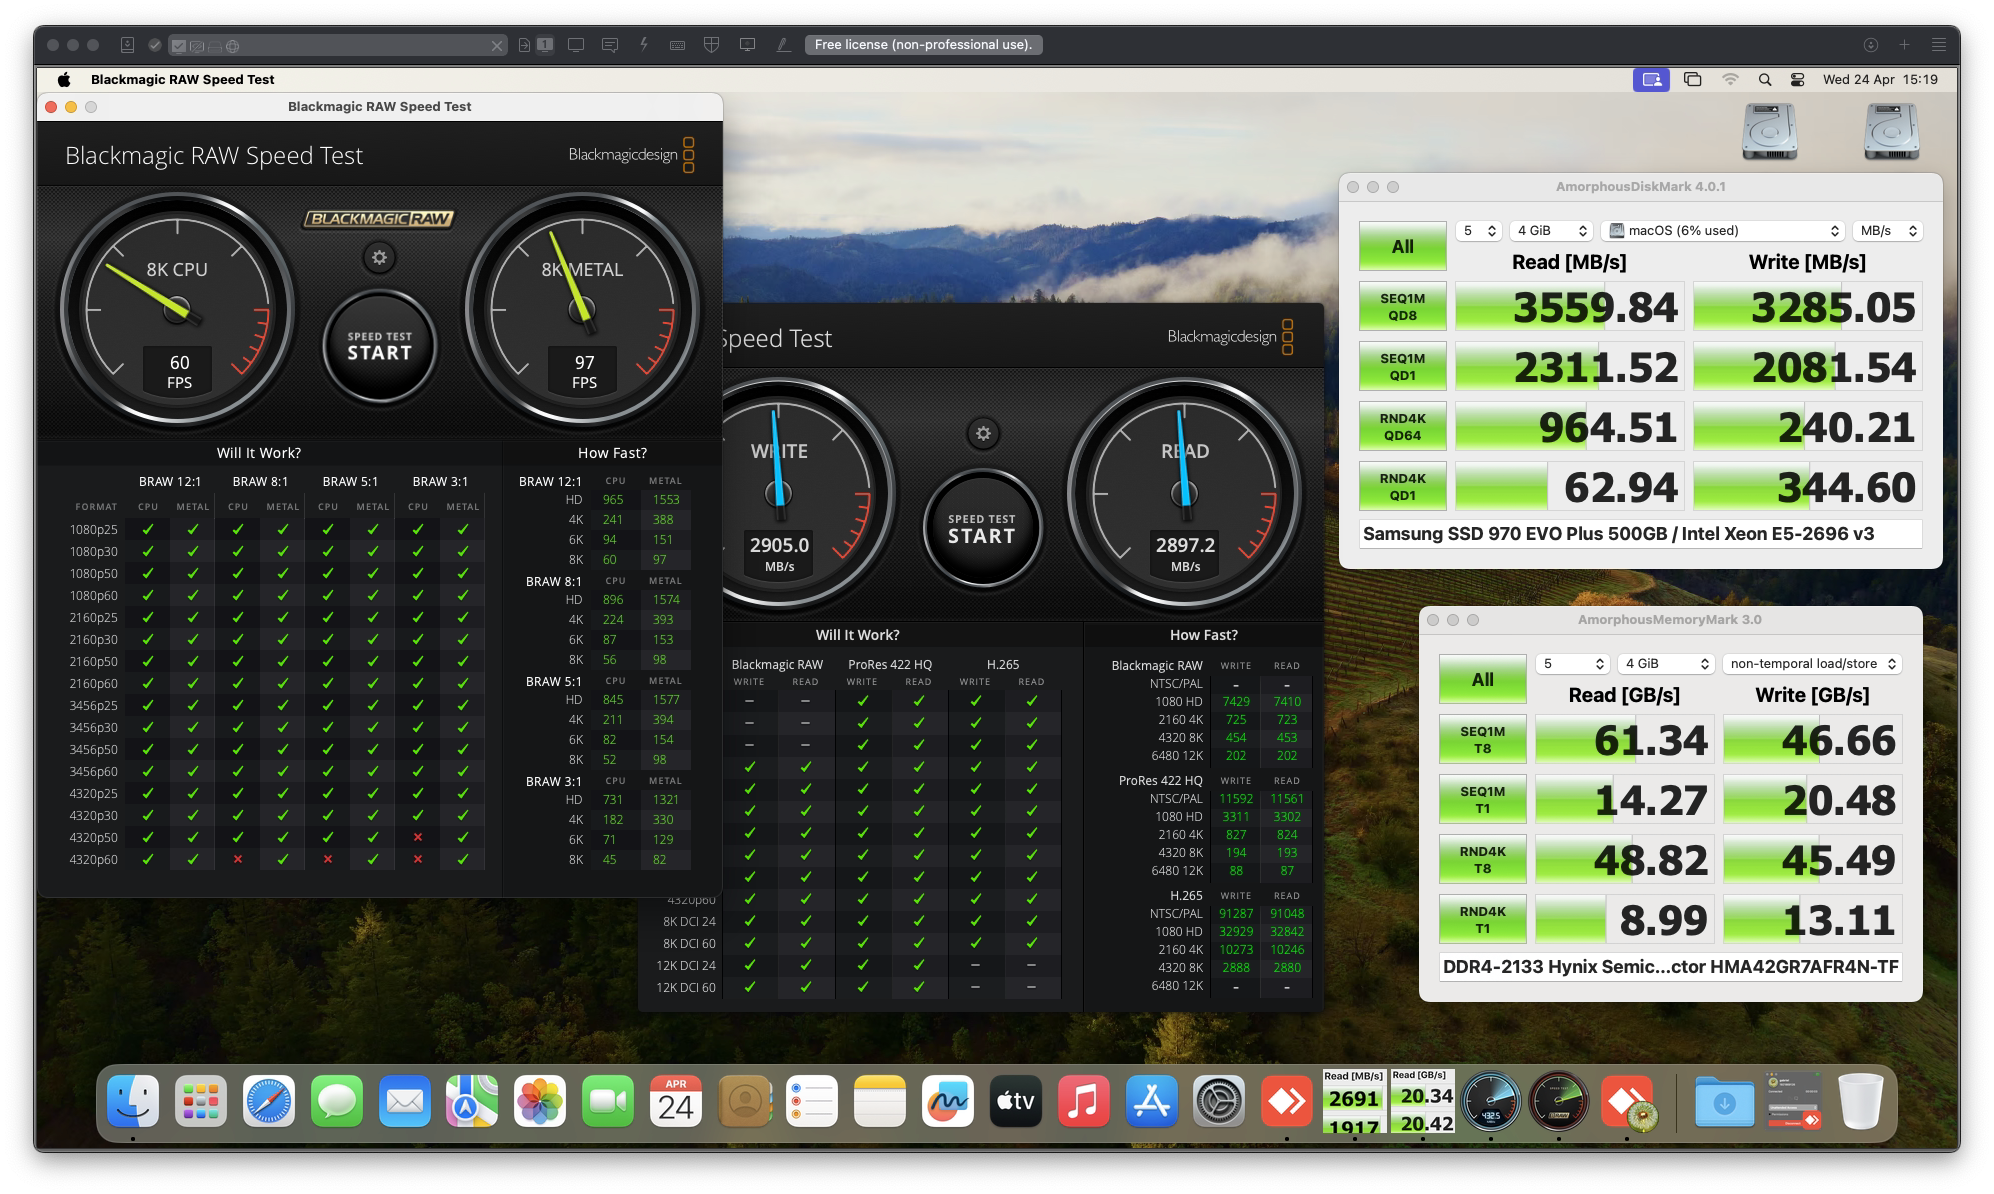 1
Free license (non-professional use).
Blackmagic RAW Speed Test
Wed 24 Apr 15:19
Blackmagic RAW Speed Test
Blackmagic RAW Speed Test
Blackmagicdesign
BLACKMAGIC RAW
8K CPU
60
FPS
SPEED TEST
START
8K METAL
97
FPS
Will It Work?
BRAW 12:1 BRAW 8:1 BRAW 5:1 BRAW 3:1
FORMAT CPU METAL CPU METAL CPU METAL CPU METAL
1080p25
1080p30
1080p50
1080p60
2160p25
2160p30
2160p50
2160p60
3456p25
3456p30
3456p50
3456p60
4320p25
4320p30
4320p50
4320p60
How Fast?
BRAW 12:1 CPU METAL
HD 965 1553
4K 241 388
6K 94 151
8K 60 97
BRAW 8:1 CPU METAL
HD 896 1574
4K 224 393
6K 87 153
8K 56 98
BRAW 5:1 CPU METAL
HD 845 1577
4K 211 394
6K 82 154
8K 52 98
BRAW 3:1 CPU METAL
HD 731 1321
4K 182 330
6K 71 129
8K 45 82
Speed Test
Blackmagicdesign
WRITE
2905.0
MB/s
SPEED TEST
START
READ
2897.2
MB/s
Will It Work?
Blackmagic RAW ProRes 422 HQ H.265
WRITE READ WRITE READ WRITE READ
4320p60
8K DCI 24
8K DCI 60
12K DCI 24
12K DCI 60
How Fast?
Blackmagic RAW WRITE READ
NTSC/PAL - -
1080 HD 7429 7410
2160 4K 725 723
4320 8K 454 453
6480 12K 202 202
ProRes 422 HQ WRITE READ
NTSC/PAL 11592 11561
1080 HD 3311 3302
2160 4K 827 824
4320 8K 194 193
6480 12K 88 87
H.265 WRITE READ
NTSC/PAL 91287 91048
1080 HD 32929 32842
2160 4K 10273 10246
4320 8K 2888 2880
6480 12K - -
AmorphousDiskMark 4.0.1
All 5 4 GiB macOS (6% used) MB/s
Read [MB/s] Write [MB/s]
SEQ1M QD8 3559.84 3285.05
SEQ1M QD1 2311.52 2081.54
RND4K QD64 964.51 240.21
RND4K QD1 62.94 344.60
Samsung SSD 970 EVO Plus 500GB / Intel Xeon E5-2696 v3
AmorphousMemoryMark 3.0
All 5 4 GiB non-temporal load/store
Read [GB/s] Write [GB/s]
SEQ1M T8 61.34 46.66
SEQ1M T1 14.27 20.48
RND4K T8 48.82 45.49
RND4K T1 8.99 13.11
DDR4-2133 Hynix Semic...ctor HMA42GR7AFR4N-TF
APR
24
tv
Read [MB/s]
2691
1917
Read [GB/s]
20.34
20.42
432.5